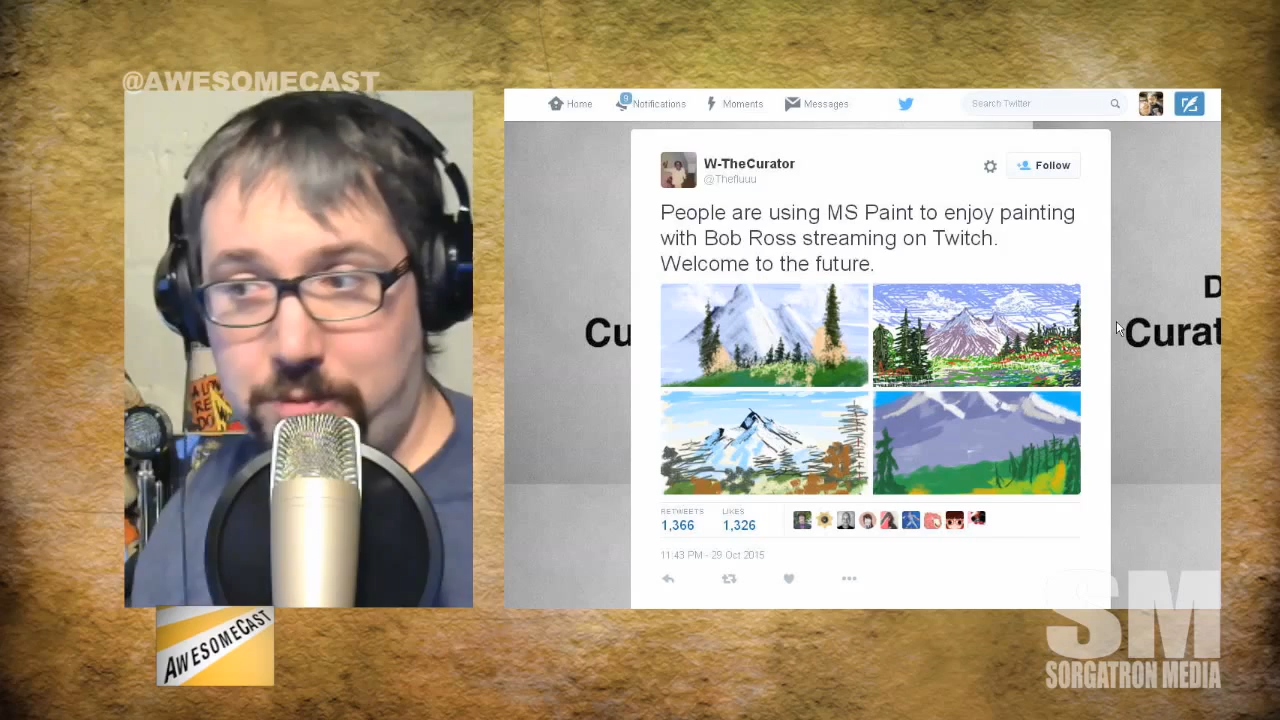 @AWESOMECAST
Home
9
Notifications
Moments
Messages
Search Twitter
W-TheCurator
@Thefluuu
Follow
People are using MS Paint to enjoy painting
with Bob Ross streaming on Twitch.
Welcome to the future.
D
Cu
Curat
RETWEETS
1,366
LIKES
1,326
11:43 PM - 29 Oct 2015
AWESOMECAST
SM
SORGATRON MEDIA